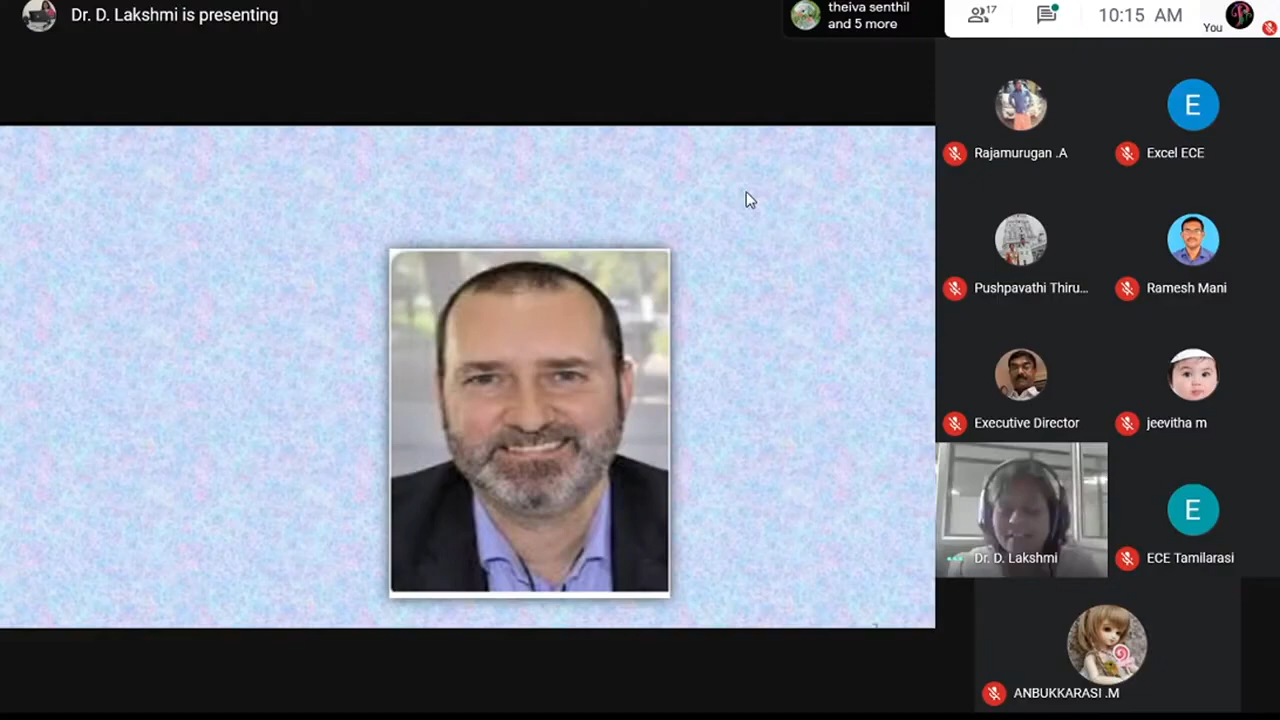 Dr. D. Lakshmi is presenting
theiva senthil
and 5 more
17
10:15 AM
You
Rajamurugan .A
E
Excel ECE
Pushpavathi Thiru...
Ramesh Mani
Executive Director
jeevitha m
Dr. D. Lakshmi
E
ECE Tamilarasi
ANBUKKARASI .M